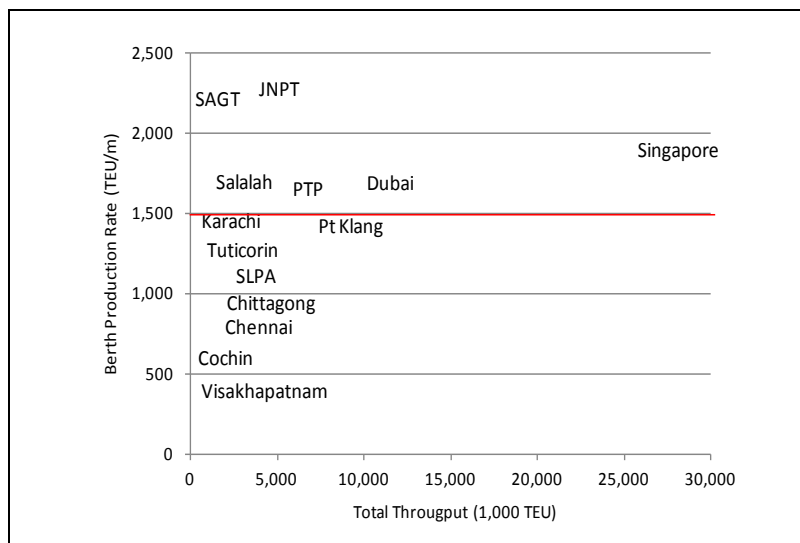 2,500
JNPT
SAGT
2,000
Singapore
Salalah
PTP
Dubai
1,500
Karachi
Pt Klang
Tuticorin
SLPA
1,000
Chittagong
Chennai
Cochin
500
Visakhapatnam
0
0 5,000 10,000 15,000 20,000 25,000 30,000
Total Througput (1,000 TEU)
Berth Production Rate (TEU/m)